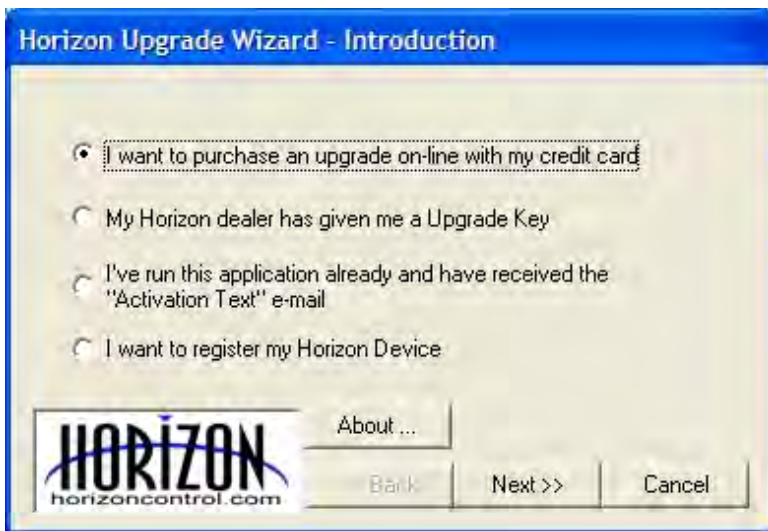 Horizon Upgrade Wizard - Introduction
I want to purchase an upgrade on-line with my credit card
My Horizon dealer has given me a Upgrade Key
I've run this application already and have received the
"Activation Text" e-mail
I want to register my Horizon Device
About ...
HORIZON
horizoncontrol.com
Back
Next >>
Cancel